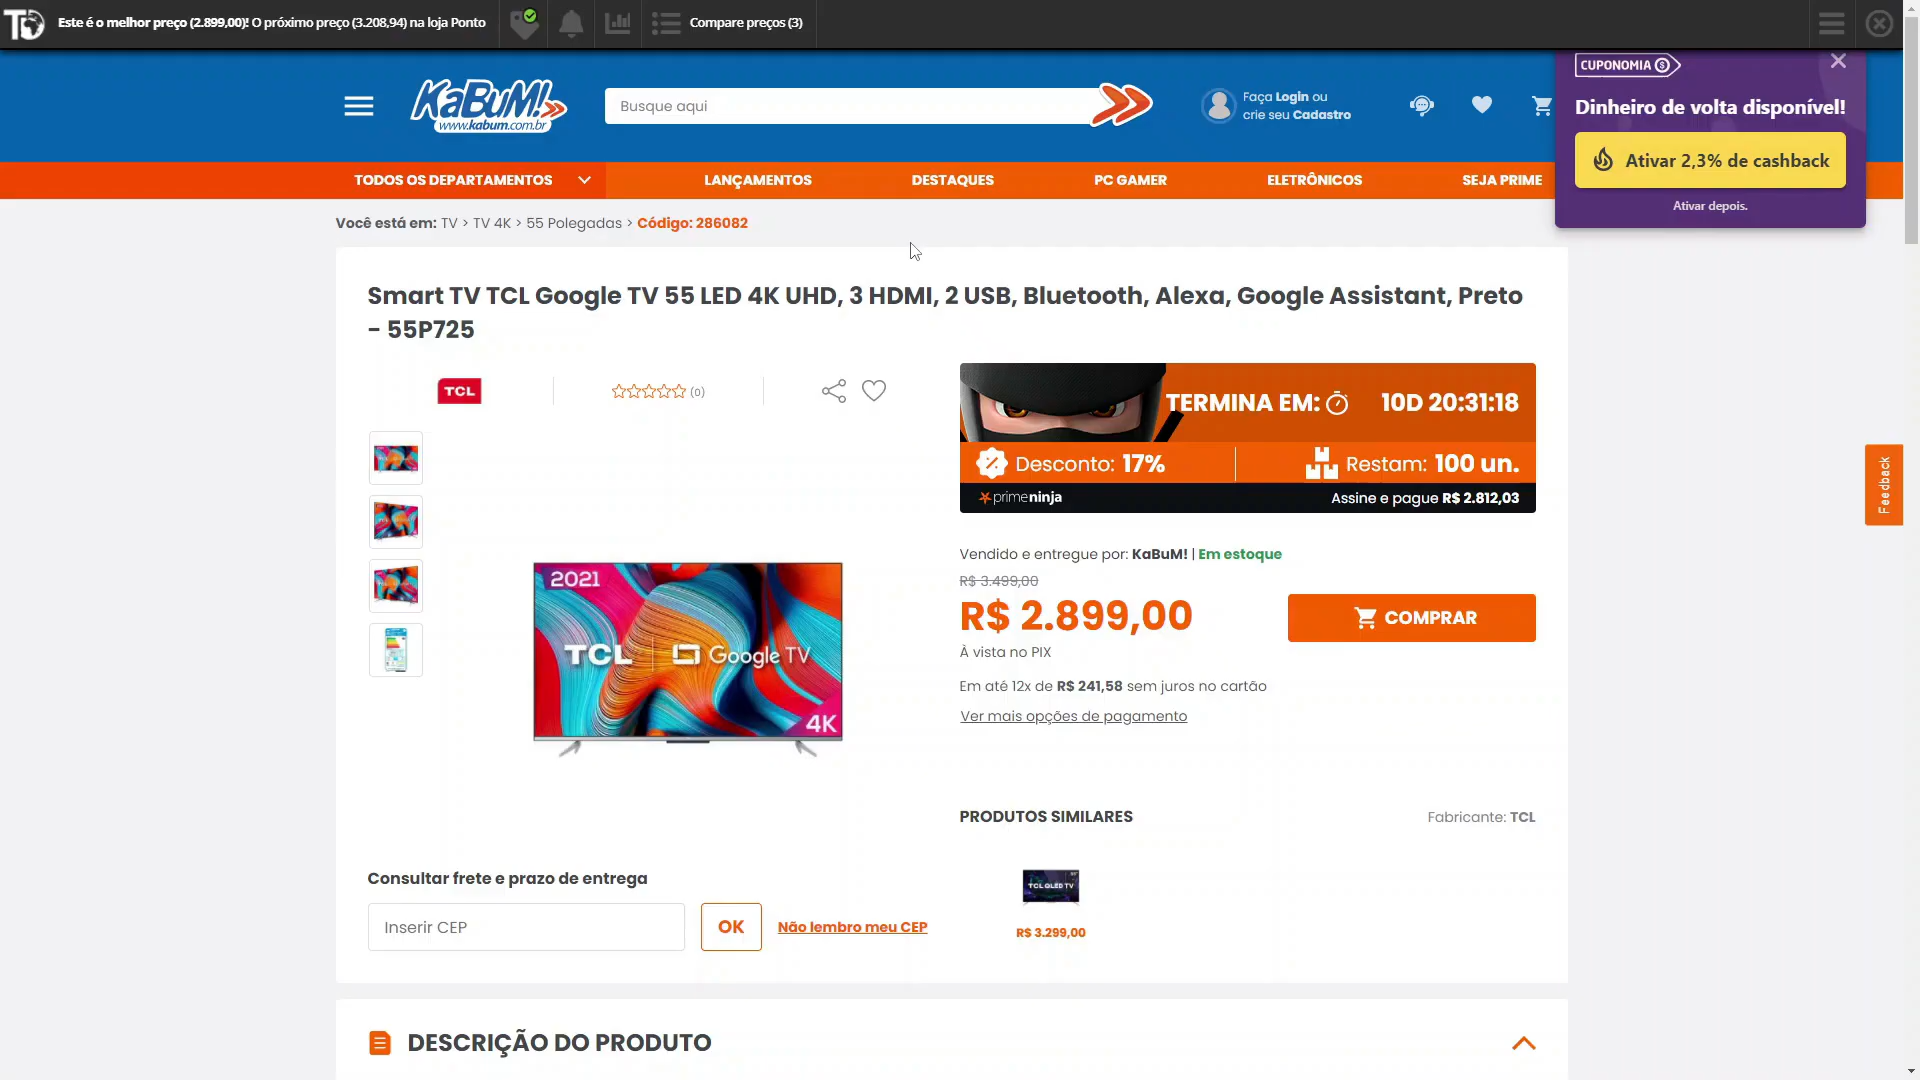 TD
Este é o melhor preço (2.899,00)! O próximo preço (3.208,94) na loja Ponto
Compare preços (3)
KaBuM!
www.kabum.com.br
Busque aqui
Faça Login ou
crie seu Cadastro
CUPONOMIA $
Dinheiro de volta disponível!
Ativar 2,3% de cashback
Ativar depois.
TODOS OS DEPARTAMENTOS
LANÇAMENTOS
DESTAQUES
PC GAMER
ELETRÔNICOS
SEJA PRIME
Você está em: TV > TV 4K > 55 Polegadas > Código: 286082
Smart TV TCL Google TV 55 LED 4K UHD, 3 HDMI, 2 USB, Bluetooth, Alexa, Google Assistant, Preto
- 55P725
TCL
(0)
TERMINA EM: 10D 20:31:18
Desconto: 17%
Restam: 100 un.
primeninja
Assine e pague R$ 2.812,03
Vendido e entregue por: KaBuM! | Em estoque
R$ 3.499,00
R$ 2.899,00
COMPRAR
À vista no PIX
Em até 12x de R$ 241,58 sem juros no cartão
Ver mais opções de pagamento
2021
TCL | Google TV
4K
Feedback
PRODUTOS SIMILARES
Fabricante: TCL
TCL QLED TV
R$ 3.299,00
Consultar frete e prazo de entrega
Inserir CEP
OK
Não lembro meu CEP
DESCRIÇÃO DO PRODUTO